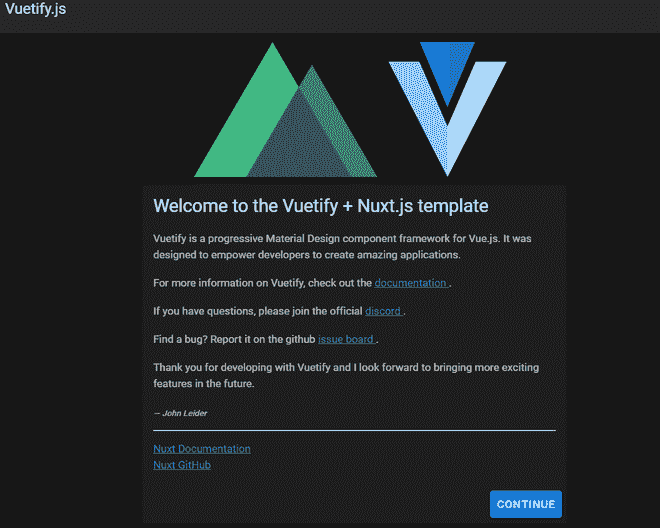 Vuetify.js
Welcome to the Vuetify + Nuxt.js template
Vuetify is a progressive Material Design component framework for Vue.js. It was
designed to empower developers to create amazing applications.
For more information on Vuetify, check out the documentation .
If you have questions, please join the official discord .
Find a bug? Report it on the github issue board .
Thank you for developing with Vuetify and I look forward to bringing more exciting
features in the future.
— John Leider
Nuxt Documentation
Nuxt GitHub
CONTINUE